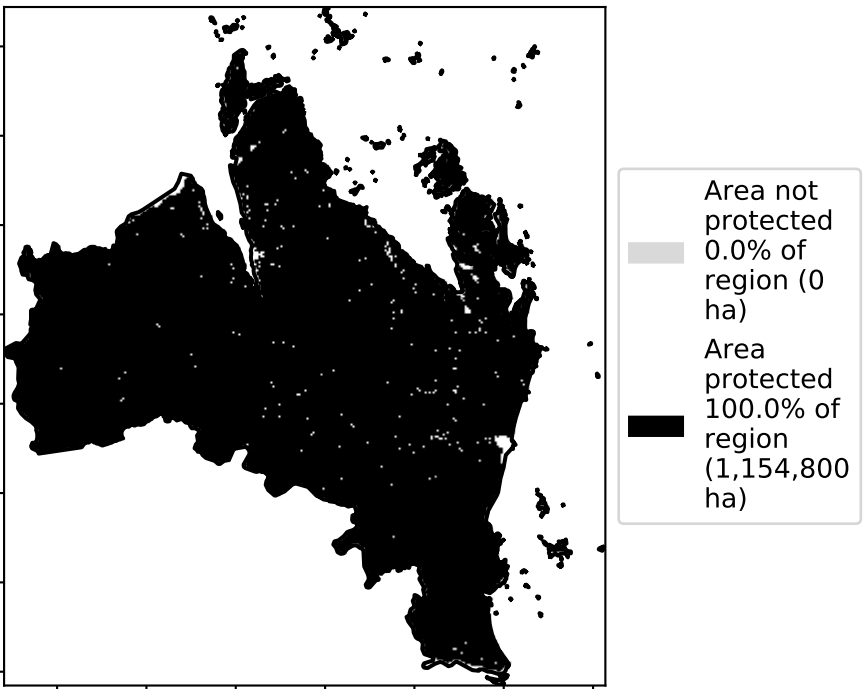 Area not
protected
0.0% of
region (0
ha)
Area
protected
100.0% of
region
(1,154,800
ha)